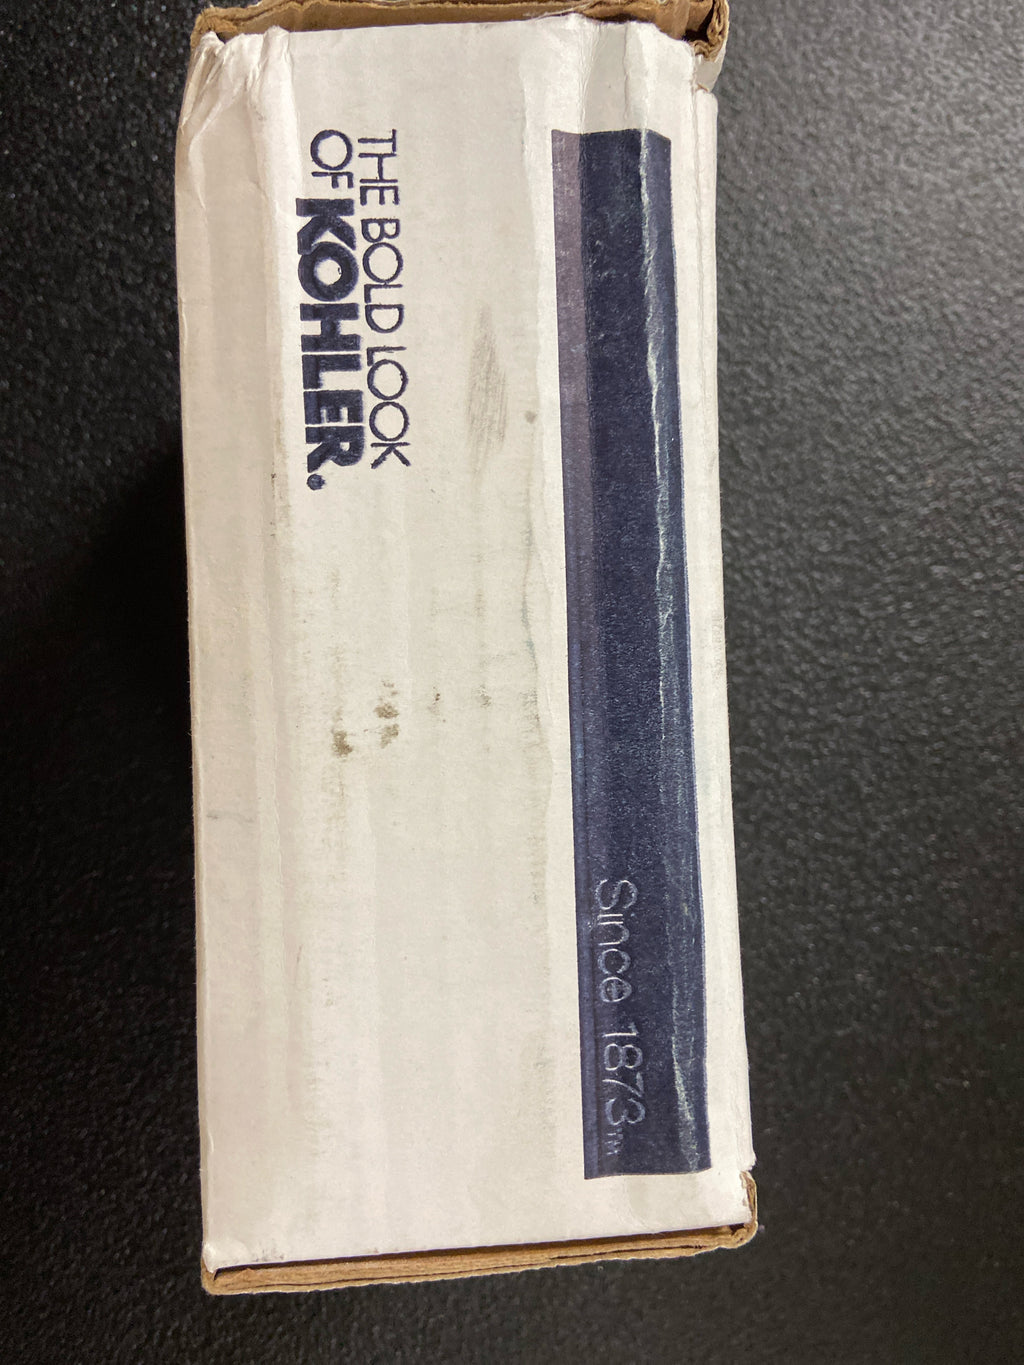 THE BOLD LOOK
OF KOHLER®
Since 1873™